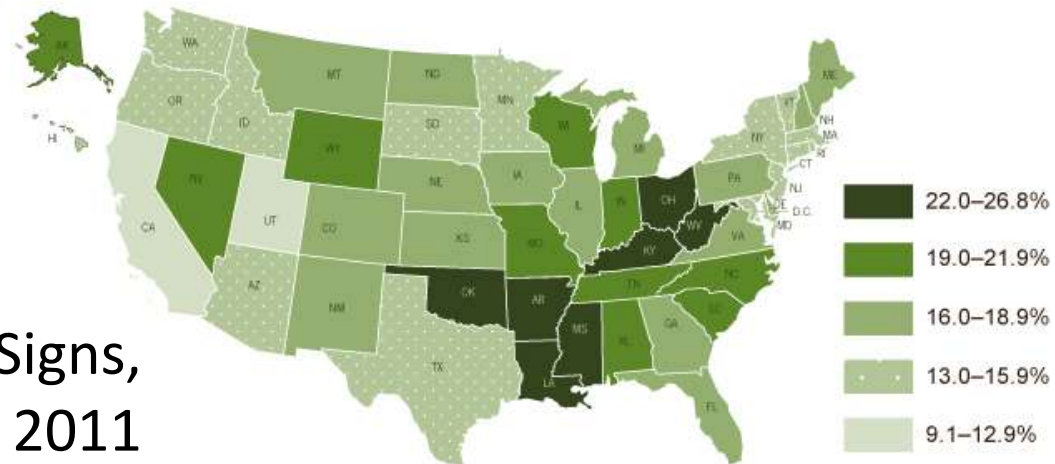 AK
WA
OR
ID
MT
ND
SD
MN
WI
MI
WY
NV
UT
CA
CO
NE
IA
IL
IN
OH
PA
NY
VT
ME
NH
MA
RI
CT
NJ
DE
D.C.
MD
WV
VA
KY
KS
MO
TN
NC
SC
AZ
NM
OK
AR
MS
AL
GA
TX
LA
FL
HI
22.0–26.8%
19.0–21.9%
16.0–18.9%
13.0–15.9%
9.1–12.9%
Signs,
2011